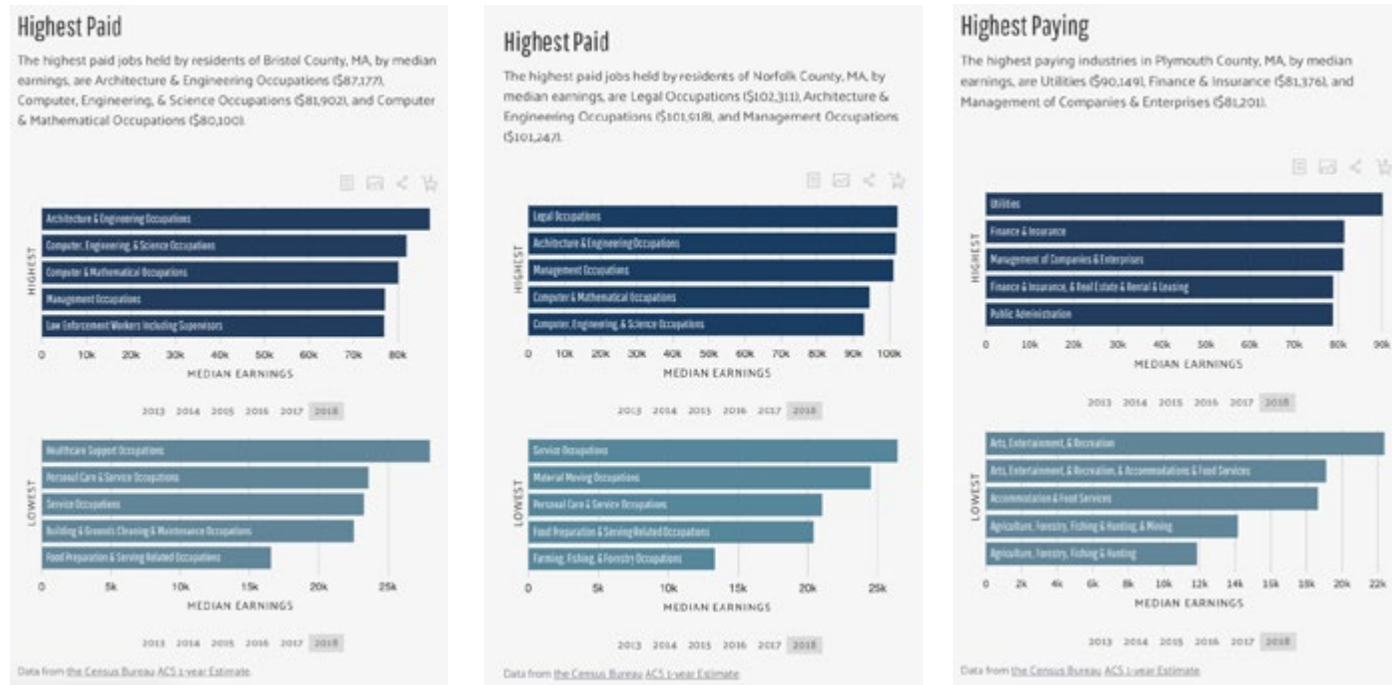 Highest Paid
The highest paid jobs held by residents of Bristol County, MA, by median
earnings, are Architecture & Engineering Occupations ($87,177),
Computer, Engineering, & Science Occupations ($81,902), and Computer
& Mathematical Occupations ($80,100).
HIGHEST
Architecture & Engineering Occupations
Computer, Engineering, & Science Occupations
Computer & Mathematical Occupations
Management Occupations
Law Enforcement Workers Including Supervisors
0 10k 20k 30k 40k 50k 60k 70k 80k
MEDIAN EARNINGS
2013 2014 2015 2016 2017 2018
LOWEST
Healthcare Support Occupations
Personal Care & Service Occupations
Service Occupations
Building & Grounds Cleaning & Maintenance Occupations
Food Preparation & Serving Related Occupations
0 5k 10k 15k 20k 25k
MEDIAN EARNINGS
2013 2014 2015 2016 2017 2018
Data from the Census Bureau ACS 1-year Estimate.
Highest Paid
The highest paid jobs held by residents of Norfolk County, MA, by
median earnings, are Legal Occupations ($102,311), Architecture &
Engineering Occupations ($101,918), and Management Occupations
($101,247).
HIGHEST
Legal Occupations
Architecture & Engineering Occupations
Management Occupations
Computer & Mathematical Occupations
Computer, Engineering, & Science Occupations
0 10k 20k 30k 40k 50k 60k 70k 80k 90k 100k
MEDIAN EARNINGS
2013 2014 2015 2016 2017 2018
LOWEST
Service Occupations
Material Moving Occupations
Personal Care & Service Occupations
Food Preparation & Serving Related Occupations
Farming, Fishing, & Forestry Occupations
0 5k 10k 15k 20k 25k
MEDIAN EARNINGS
2013 2014 2015 2016 2017 2018
Data from the Census Bureau ACS 1-year Estimate.
Highest Paying
The highest paying industries in Plymouth County, MA, by median
earnings, are Utilities ($90,149), Finance & Insurance ($81,376), and
Management of Companies & Enterprises ($81,201).
HIGHEST
Utilities
Finance & Insurance
Management of Companies & Enterprises
Finance & Insurance, & Real Estate & Rental & Leasing
Public Administration
0 10k 20k 30k 40k 50k 60k 70k 80k 90k
MEDIAN EARNINGS
2013 2014 2015 2016 2017 2018
LOWEST
Arts, Entertainment, & Recreation
Arts, Entertainment, & Recreation, & Accommodations & Food Services
Accommodation & Food Services
Agriculture, Forestry, Fishing & Hunting, & Mining
Agriculture, Forestry, Fishing & Hunting
0 2k 4k 6k 8k 10k 12k 14k 16k 18k 20k 22k
MEDIAN EARNINGS
2013 2014 2015 2016 2017 2018
Data from the Census Bureau ACS 1-year Estimate.